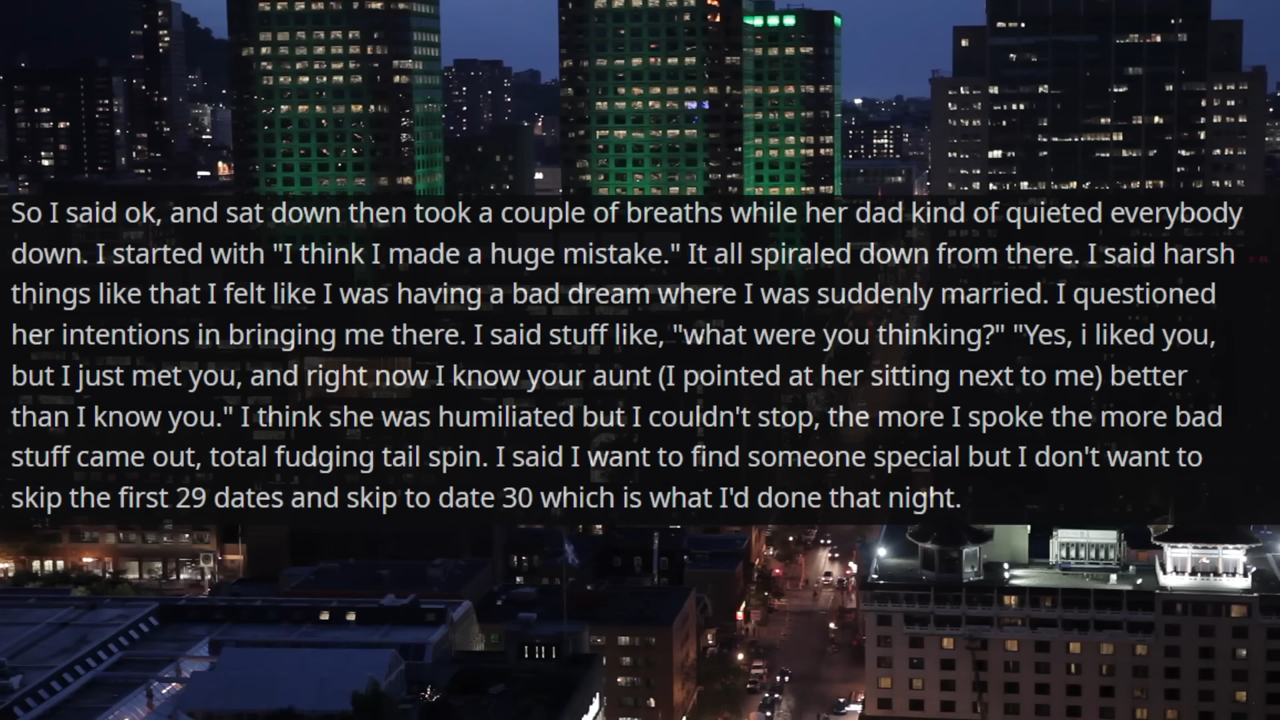 So I said ok, and sat down then took a couple of breaths while her dad kind of quieted everybody
down. I started with "I think I made a huge mistake." It all spiraled down from there. I said harsh
things like that I felt like I was having a bad dream where I was suddenly married. I questioned
her intentions in bringing me there. I said stuff like, "what were you thinking?" "Yes, i liked you,
but I just met you, and right now I know your aunt (I pointed at her sitting next to me) better
than I know you." I think she was humiliated but I couldn't stop, the more I spoke the more bad
stuff came out, total fudging tail spin. I said I want to find someone special but I don't want to
skip the first 29 dates and skip to date 30 which is what I'd done that night.